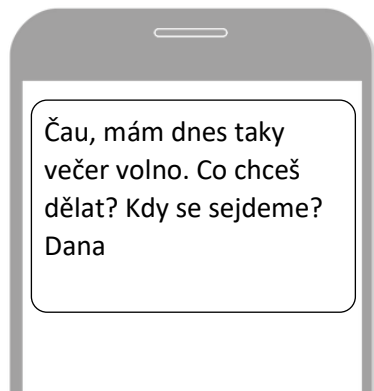 Čau, mám dnes taky
večer volno. Co chceš
dělat? Kdy se sejdeme?
Dana